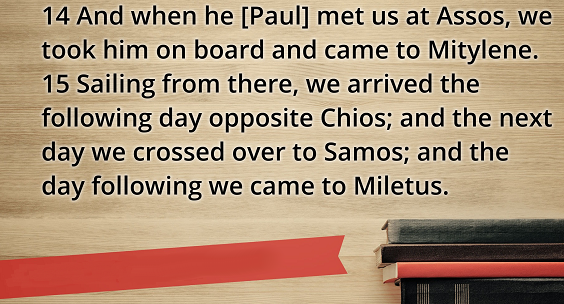 14 And when he [Paul] met us at Assos, we
took him on board and came to Mitylene.
15 Sailing from there, we arrived the
following day opposite Chios; and the next
day we crossed over to Samos; and the
day following we came to Miletus.